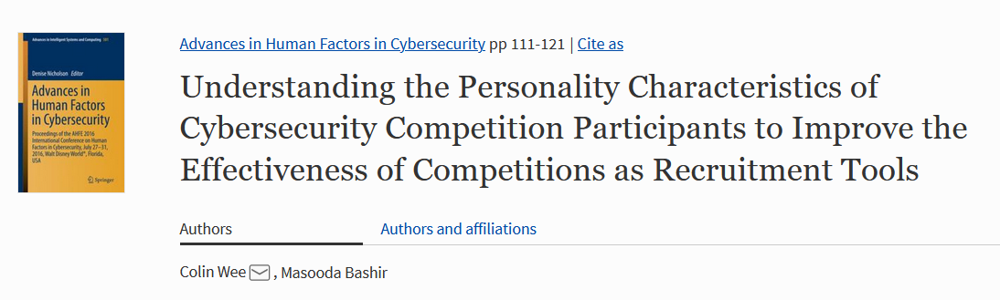 Advances in Intelligent Systems and Computing
Denise Nicholson Editor
Advances in
Human Factors
in Cybersecurity
Proceedings of the AHFE 2016
International Conference on Human
Factors in Cybersecurity, July 27–31,
2016, Walt Disney World®, Florida,
USA
Springer
Advances in Human Factors in Cybersecurity pp 111-121 | Cite as
Understanding the Personality Characteristics of
Cybersecurity Competition Participants to Improve the
Effectiveness of Competitions as Recruitment Tools
Authors Authors and affiliations
Colin Wee , Masooda Bashir